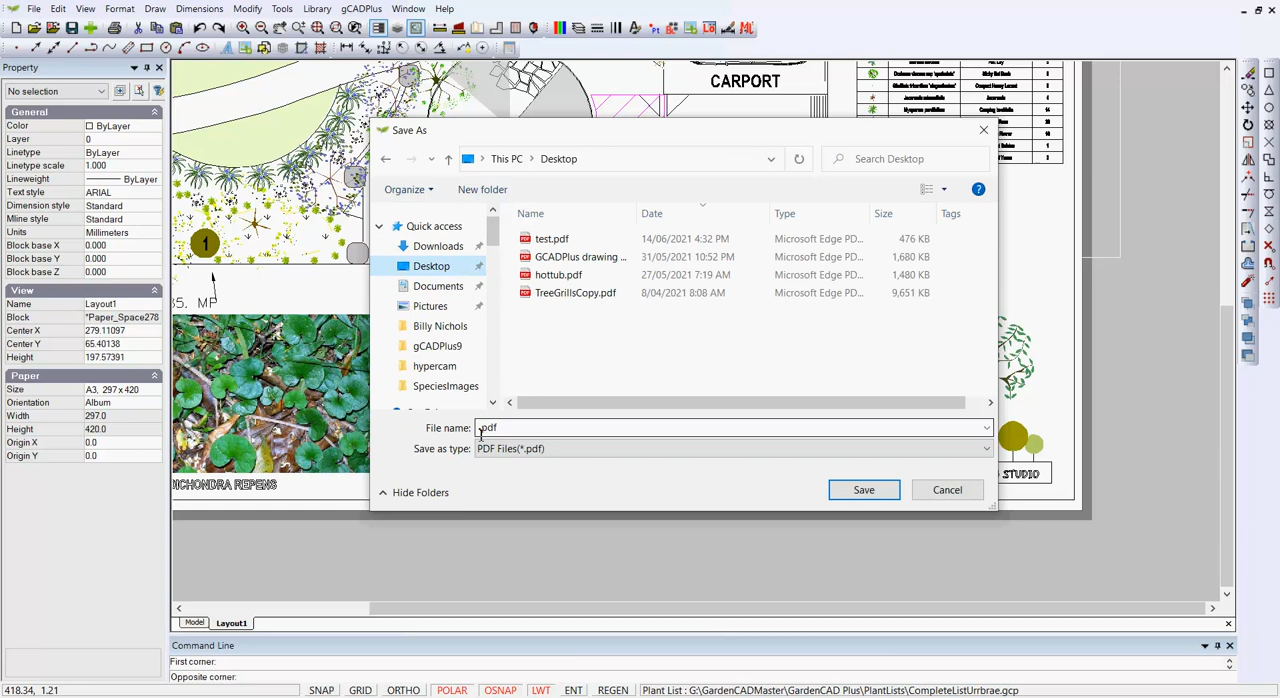 File Edit View Insert Format Draw Dimensions Modify Tools Library gCADPlus Window Help
Property
No selection
General
Color ByLayer
Layer 0
Linetype ByLayer
Linetype scale 1.000
Lineweight ByLayer
Text style ARIAL
Dimension style Standard
Mline style Standard
Units Millimeters
Block base X 0.000
Block base Y 0.000
Block base Z 0.000
View
Name Layout1
Block "Paper_Space278
Center X 279.11097
Center Y 65.40138
Height 197.57391
Paper
Size A3, 297 x 420
Orientation Album
Width 297.0
Height 420.0
Origin X 0.0
Origin Y 0.0
CARPORT
1
35. MP
STUDIO
Save As
This PC Desktop
Search Desktop
Organize New folder
Quick access
Downloads
Desktop
Documents
Pictures
Billy Nichols
gCADPlus9
hypercam
SpeciesImages
Name Date Type Size Tags
test.pdf 14/06/2021 4:32 PM Microsoft Edge PD... 476 KB
GCADPlus drawing ... 31/05/2021 10:52 PM Microsoft Edge PD... 1,680 KB
hottub.pdf 27/05/2021 7:19 AM Microsoft Edge PD... 1,480 KB
TreeGrillsCopy.pdf 8/04/2021 8:08 AM Microsoft Edge PD... 9,651 KB
File name: .pdf
Save as type: PDF Files(*.pdf)
Hide Folders
Save Cancel
Model Layout1
Command Line
First corner:
Opposite corner:
418.34, 1.21 SNAP GRID ORTHO POLAR OSNAP LWT ENT REGEN Plant List : G:\GardenCADMaster\GardenCAD Plus\PlantLists\CompleteListUrrbrae.gcp